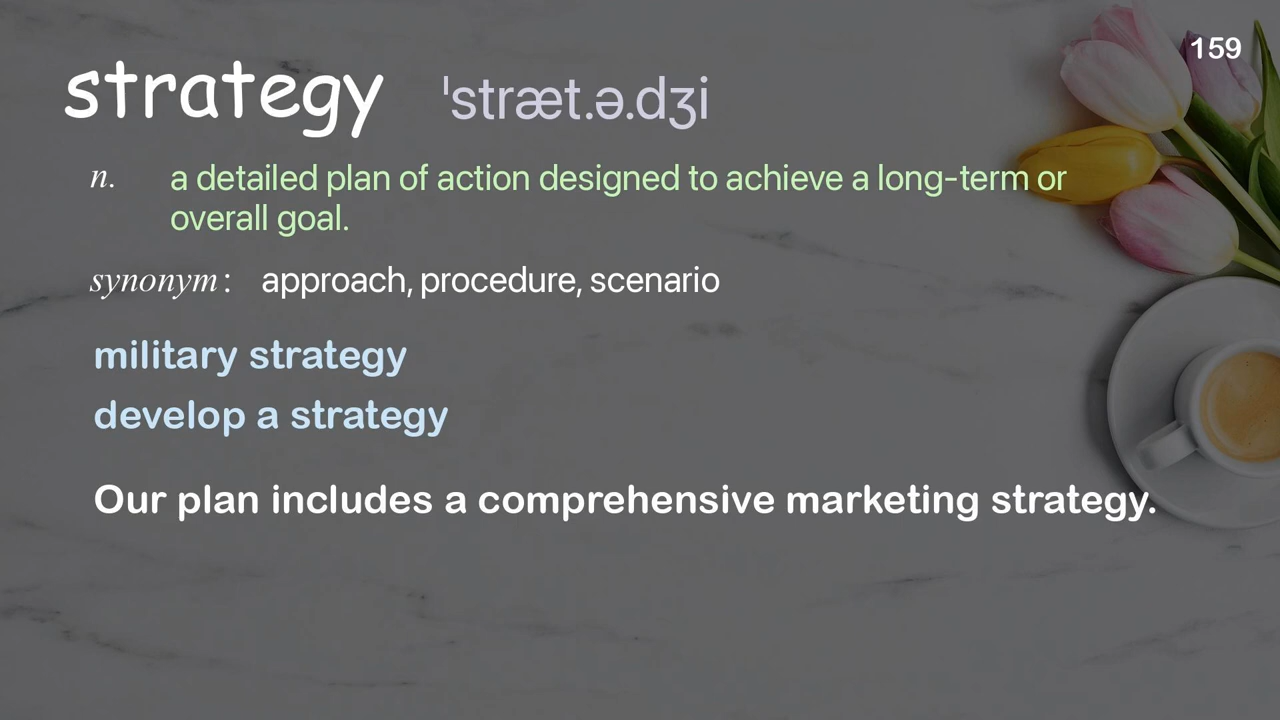 159
strategy ˈstræt.ə.dʒi
n. a detailed plan of action designed to achieve a long-term or
overall goal.
synonym: approach, procedure, scenario
military strategy
develop a strategy
Our plan includes a comprehensive marketing strategy.